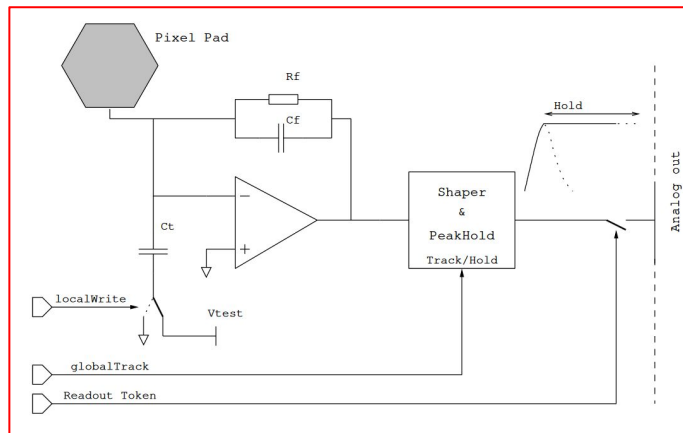 Pixel Pad
Rf
Cf
Hold
Shaper
&
PeakHold
Track/Hold
Analog out
Ct
localWrite
Vtest
globalTrack
Readout Token